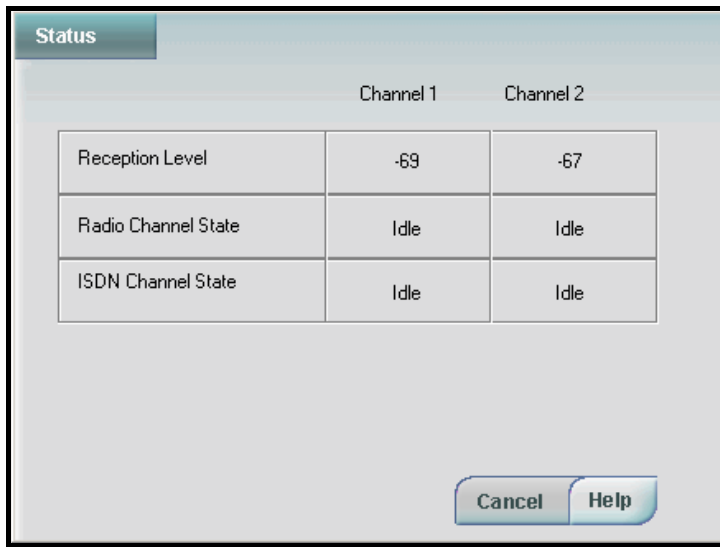 Status
Channel 1 Channel 2
Reception Level -69 -67
Radio Channel State Idle Idle
ISDN Channel State Idle Idle
Cancel Help